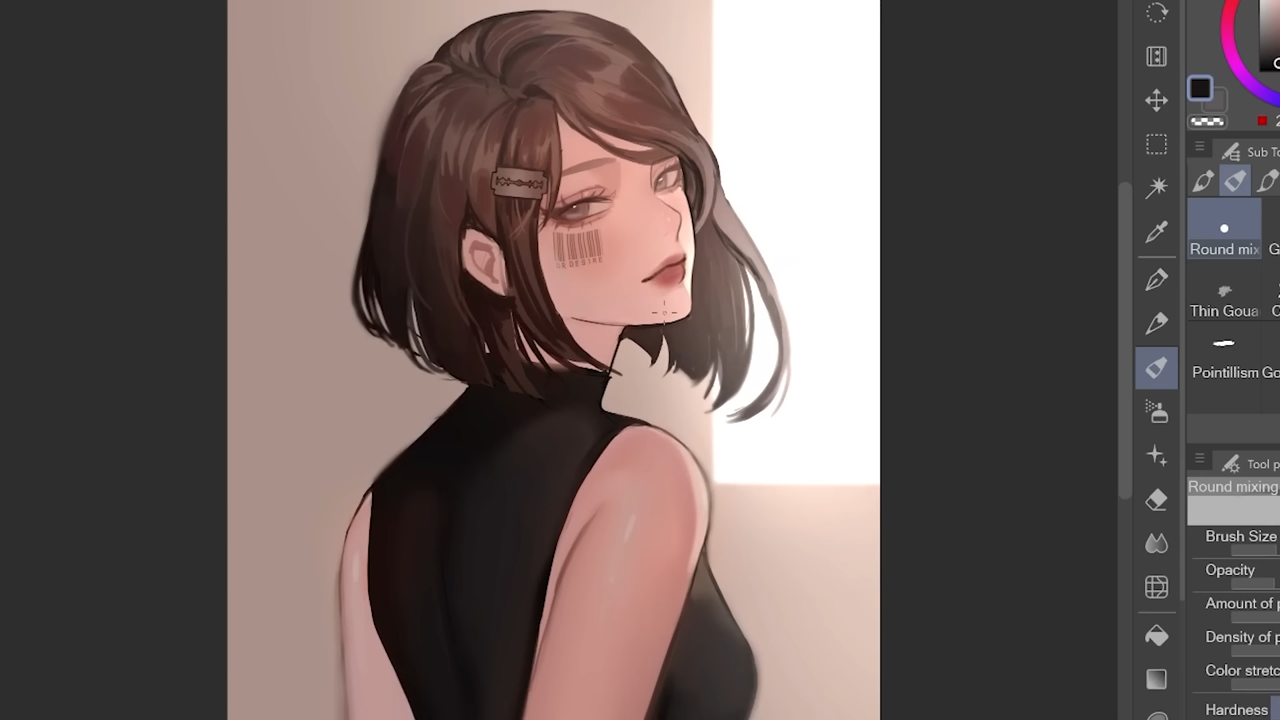 Sub To
Round mix
G
Thin Goua
Pointillism
Go
Tool p
Round mixing
Brush Size
Opacity
Amount of p
Density of p
Color stretc
Hardness